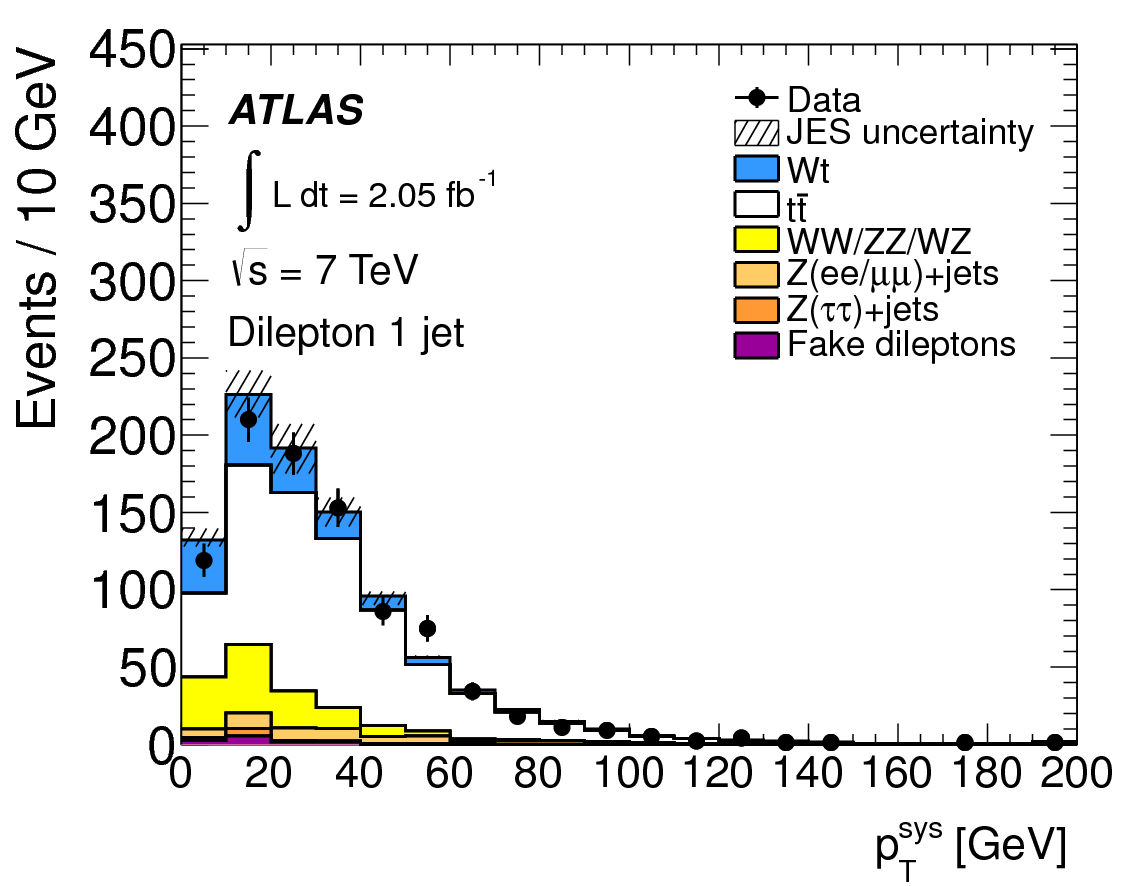 Events / 10 GeV
450
400
350
300
250
200
150
100
50
0
ATLAS
∫ L dt = 2.05 fb⁻¹
√s = 7 TeV
Dilepton 1 jet
Data
JES uncertainty
Wt
tt̄
WW/ZZ/WZ
Z(ee/μμ)+jets
Z(ττ)+jets
Fake dileptons
0 20 40 60 80 100 120 140 160 180 200
p_T^sys [GeV]